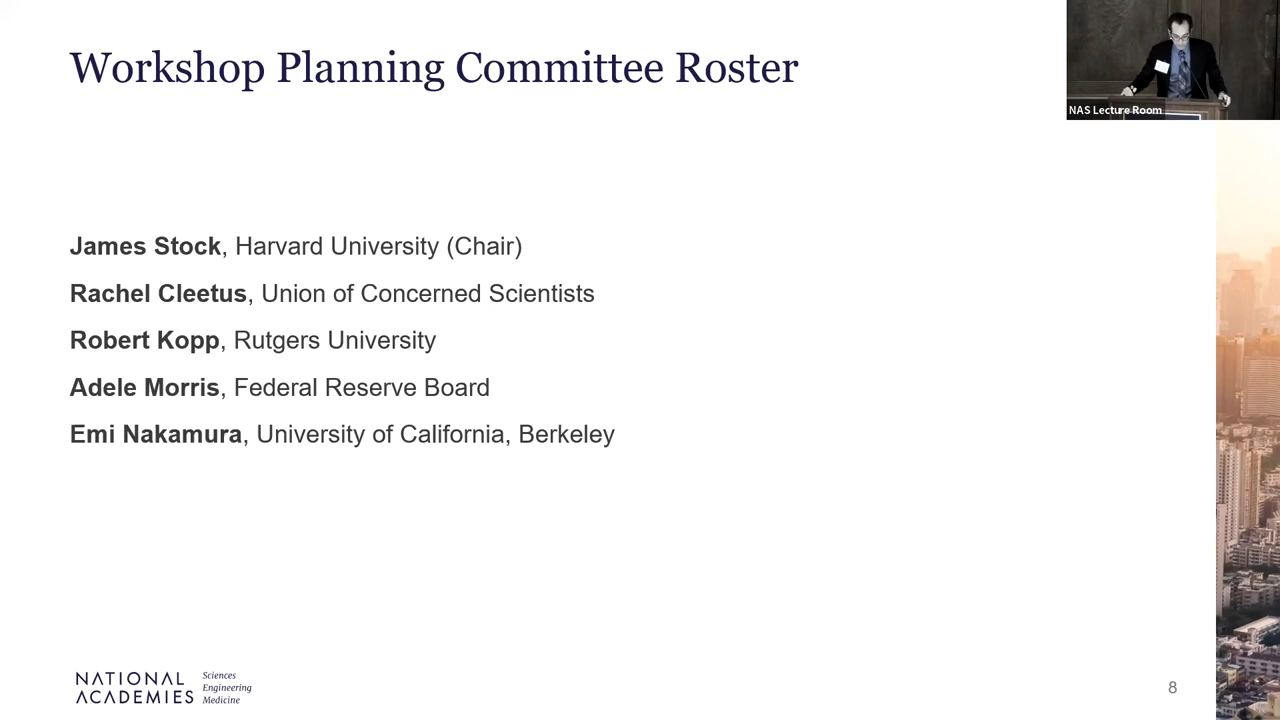 Workshop Planning Committee Roster
NAS Lecture Room
James Stock, Harvard University (Chair)
Rachel Cleetus, Union of Concerned Scientists
Robert Kopp, Rutgers University
Adele Morris, Federal Reserve Board
Emi Nakamura, University of California, Berkeley
NATIONAL
ACADEMIES
Sciences
Engineering
Medicine
8